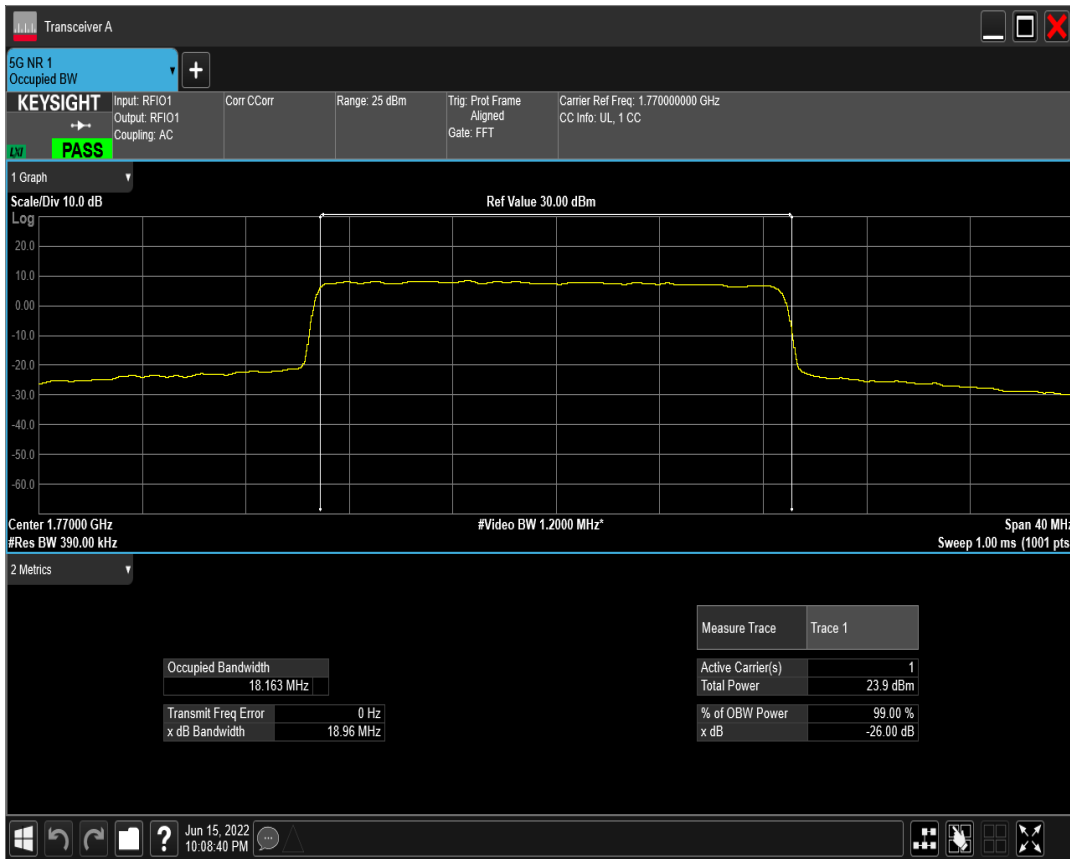 Transceiver A
5G NR 1
Occupied BW
+
KEYSIGHT
LXI
PASS
Input: RFIO1
Output: RFIO1
Coupling: AC
Corr CCorr
Range: 25 dBm
Trig: Prot Frame
Aligned
Gate: FFT
Carrier Ref Freq: 1.770000000 GHz
CC Info: UL, 1 CC
1 Graph
Scale/Div 10.0 dB
Ref Value 30.00 dBm
Log
20.0
10.0
0.00
-10.0
-20.0
-30.0
-40.0
-50.0
-60.0
Center 1.77000 GHz
#Video BW 1.2000 MHz*
Span 40 MHz
#Res BW 390.00 kHz
Sweep 1.00 ms (1001 pts
2 Metrics
Measure Trace Trace 1
Occupied Bandwidth
18.163 MHz
Transmit Freq Error 0 Hz
x dB Bandwidth 18.96 MHz
Active Carrier(s) 1
Total Power 23.9 dBm
% of OBW Power 99.00 %
x dB -26.00 dB
?
Jun 15, 2022
10:08:40 PM